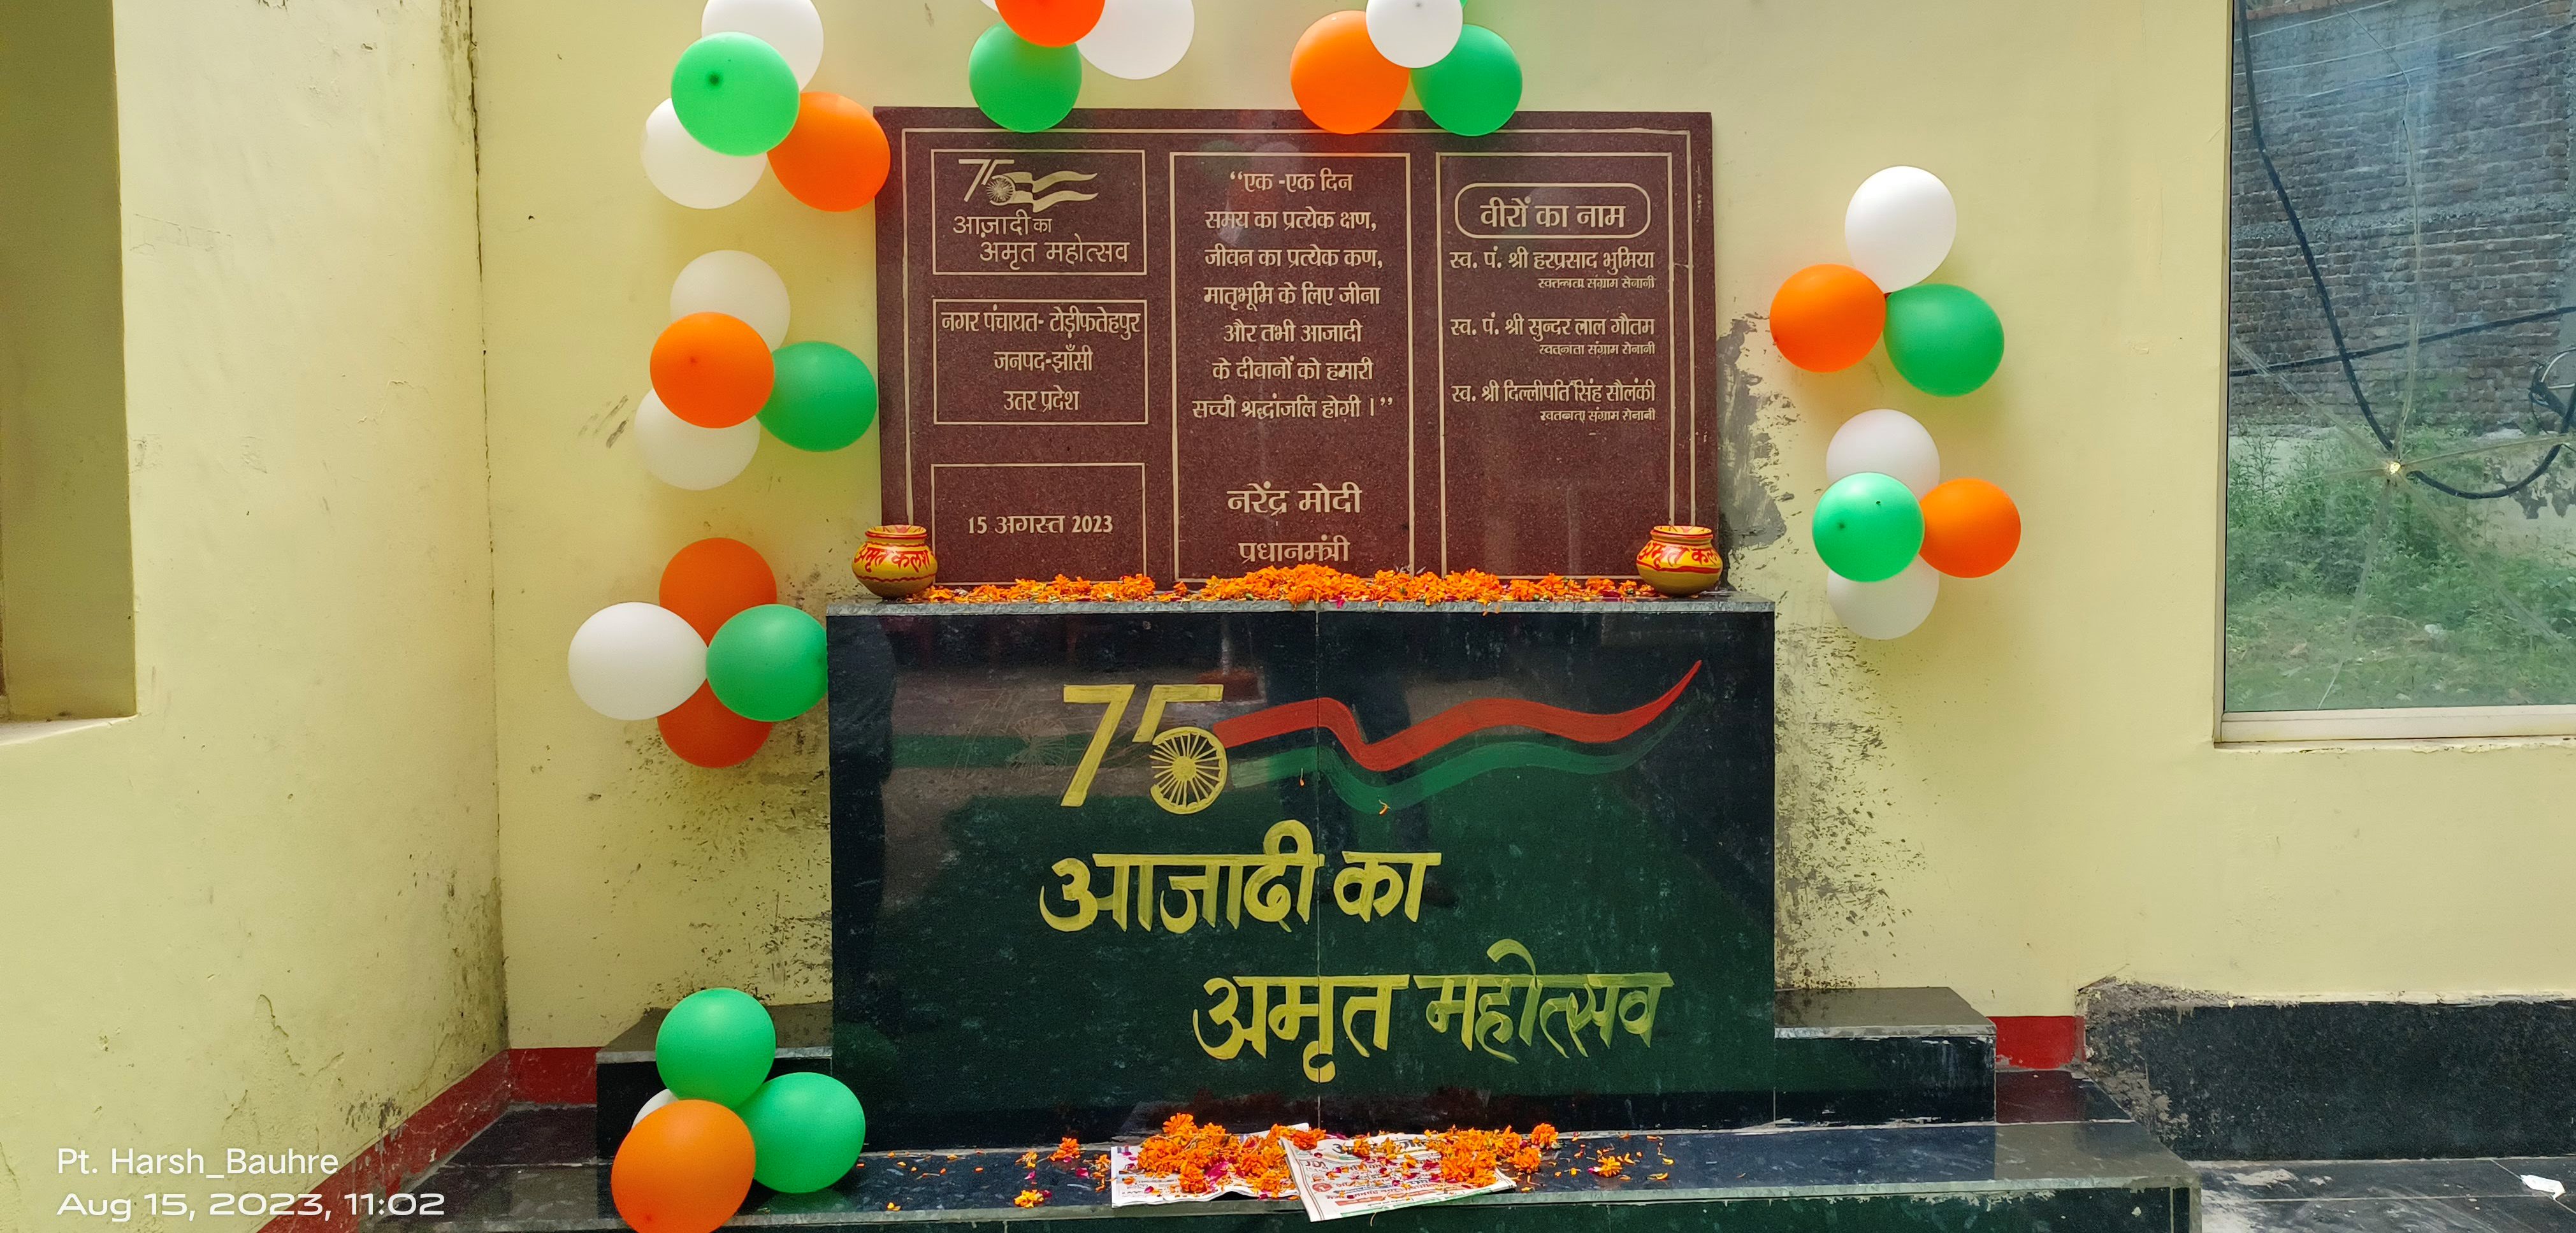 75
आज़ादी का
अमृत महोत्सव
नगर पंचायत- टोड़ीफतेहपुर
जनपद-झाँसी
उतर प्रदेश
15 अगस्त 2023
“एक -एक दिन
समय का प्रत्येक क्षण,
जीवन का प्रत्येक कण,
मातृभूमि के लिए जीना
और तभी आजादी
के दीवानों को हमारी
सच्ची श्रद्धांजलि होगी ।”
नरेंद्र मोदी
प्रधानमंत्री
वीरों का नाम
स्व. पं. श्री हरप्रसाद भुमिया
स्वतन्त्रता संग्राम सेनानी
स्व. पं. श्री सुन्दर लाल गौतम
स्वतन्त्रता संग्राम सेनानी
स्व. श्री दिल्लीपति सिंह सौलंकी
स्वतन्त्रता संग्राम सेनानी
अमृत कलश
अमृत
75
आजादी का
अमृत महोत्सव
Pt. Harsh_Bauhre
Aug 15, 2023, 11:02